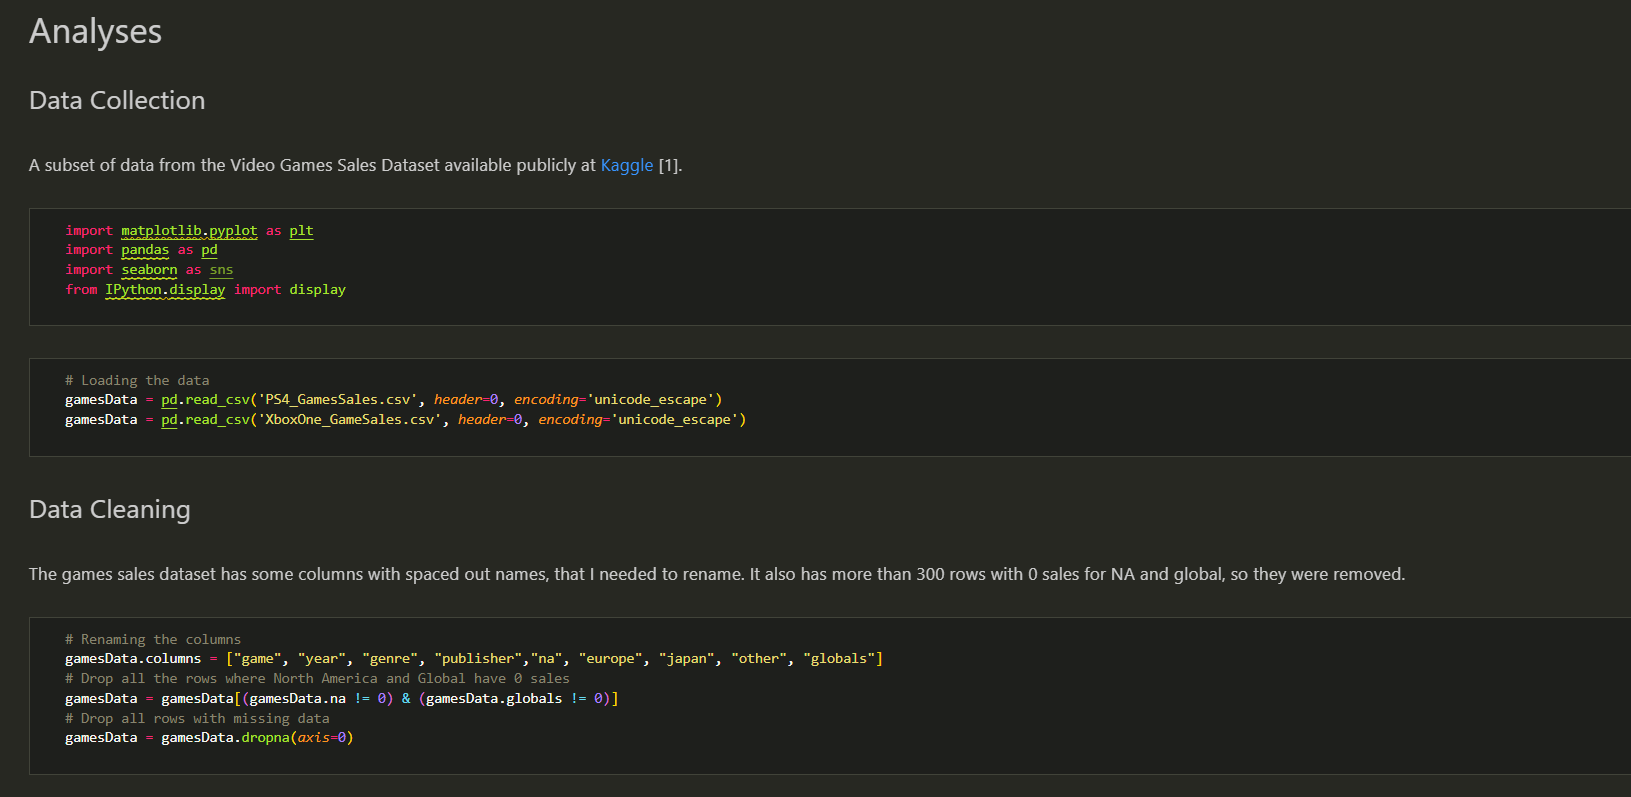 Analyses
Data Collection
A subset of data from the Video Games Sales Dataset available publicly at Kaggle [1].
import matplotlib.pyplot as plt
import pandas as pd
import seaborn as sns
from IPython.display import display
# Loading the data
gamesData = pd.read_csv('PS4_GamesSales.csv', header=0, encoding='unicode_escape')
gamesData = pd.read_csv('XboxOne_GameSales.csv', header=0, encoding='unicode_escape')
Data Cleaning
The games sales dataset has some columns with spaced out names, that I needed to rename. It also has more than 300 rows with 0 sales for NA and global, so they were removed.
# Renaming the columns
gamesData.columns = ["game", "year", "genre", "publisher","na", "europe", "japan", "other", "globals"]
# Drop all the rows where North America and Global have 0 sales
gamesData = gamesData[(gamesData.na != 0) & (gamesData.globals != 0)]
# Drop all rows with missing data
gamesData = gamesData.dropna(axis=0)